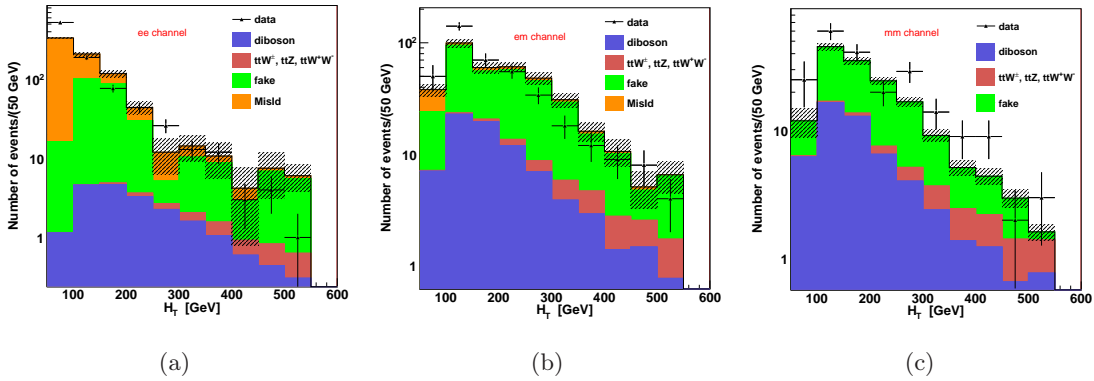 Number of events/(50 GeV)
10²
10
1
ee channel
data
diboson
ttW±, ttZ, ttW⁺W⁻
fake
MisId
100 200 300 400 500 600
H_T [GeV]
(a)
Number of events/(50 GeV)
10²
10
1
em channel
data
diboson
ttW±, ttZ, ttW⁺W⁻
fake
MisId
100 200 300 400 500 600
H_T [GeV]
(b)
Number of events/(50 GeV)
10
1
mm channel
data
diboson
ttW±, ttZ, ttW⁺W⁻
fake
100 200 300 400 500 600
H_T [GeV]
(c)